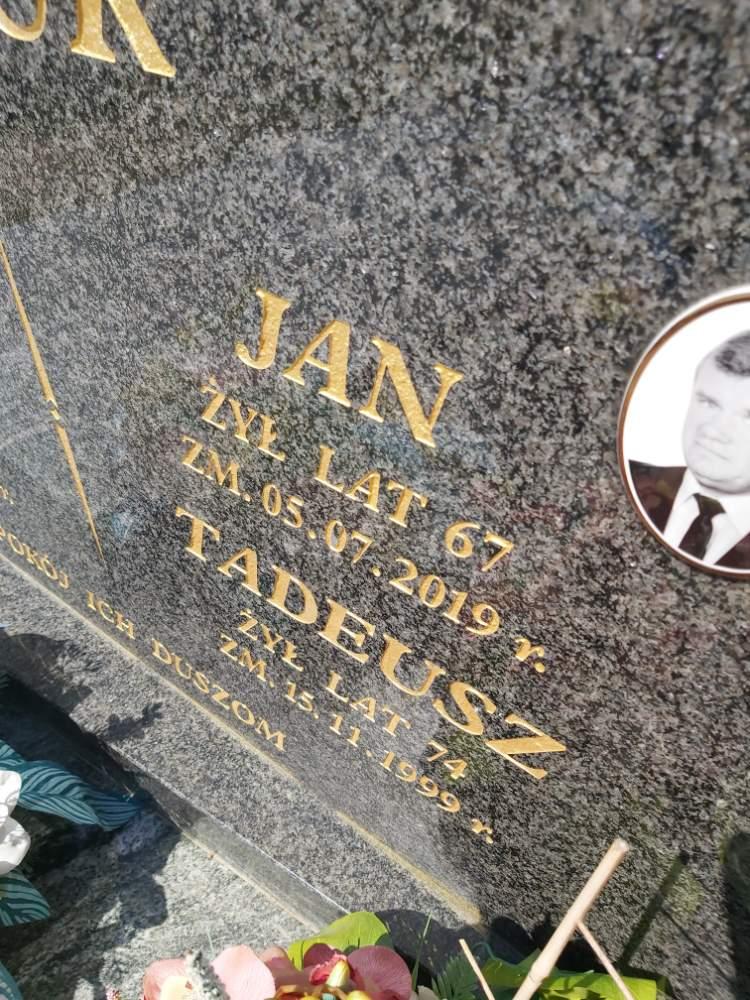 JAN
ŻYŁ LAT 67
ZM. 05.07.2019 r.
TADEUSZ
ŻYŁ LAT 74
ZM. 15.11.1999 r.
r.
POKÓJ ICH DUSZOM